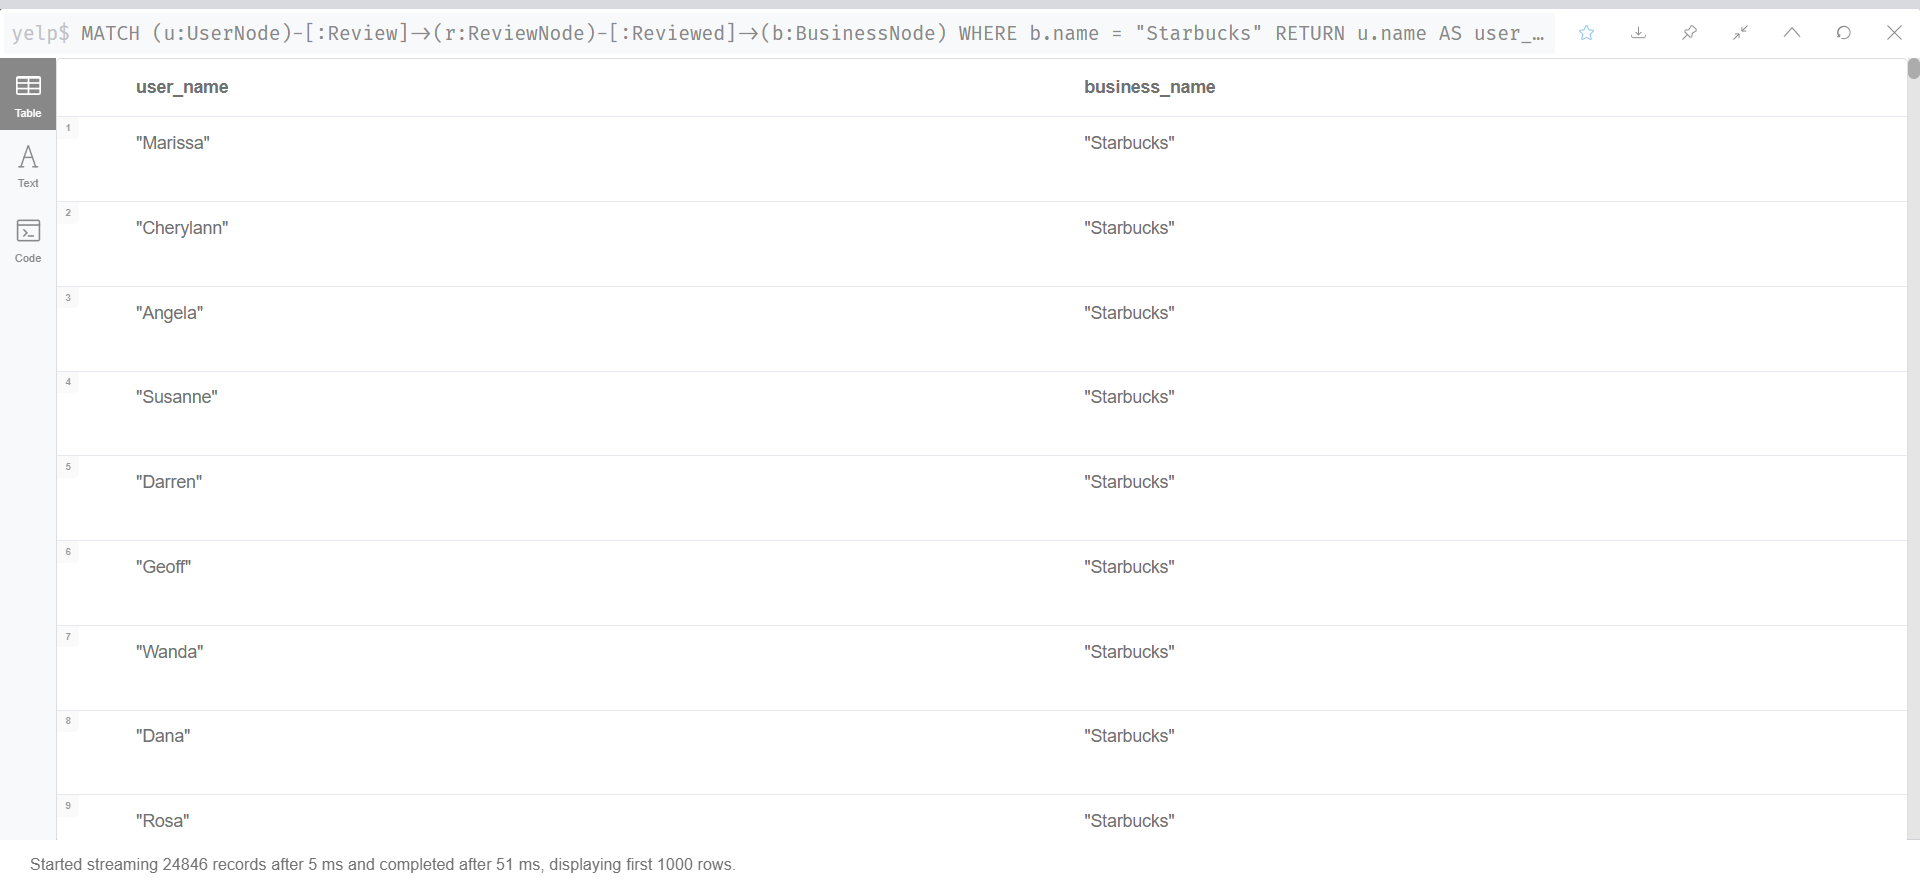 yelp$ MATCH (u:UserNode)-[:Review]→(r:ReviewNode)-[:Reviewed]→(b:BusinessNode) WHERE b.name = "Starbucks" RETURN u.name AS user_…
Table
Text
Code
user_name business_name
1 "Marissa" "Starbucks"
2 "Cherylann" "Starbucks"
3 "Angela" "Starbucks"
4 "Susanne" "Starbucks"
5 "Darren" "Starbucks"
6 "Geoff" "Starbucks"
7 "Wanda" "Starbucks"
8 "Dana" "Starbucks"
9 "Rosa" "Starbucks"
Started streaming 24846 records after 5 ms and completed after 51 ms, displaying first 1000 rows.